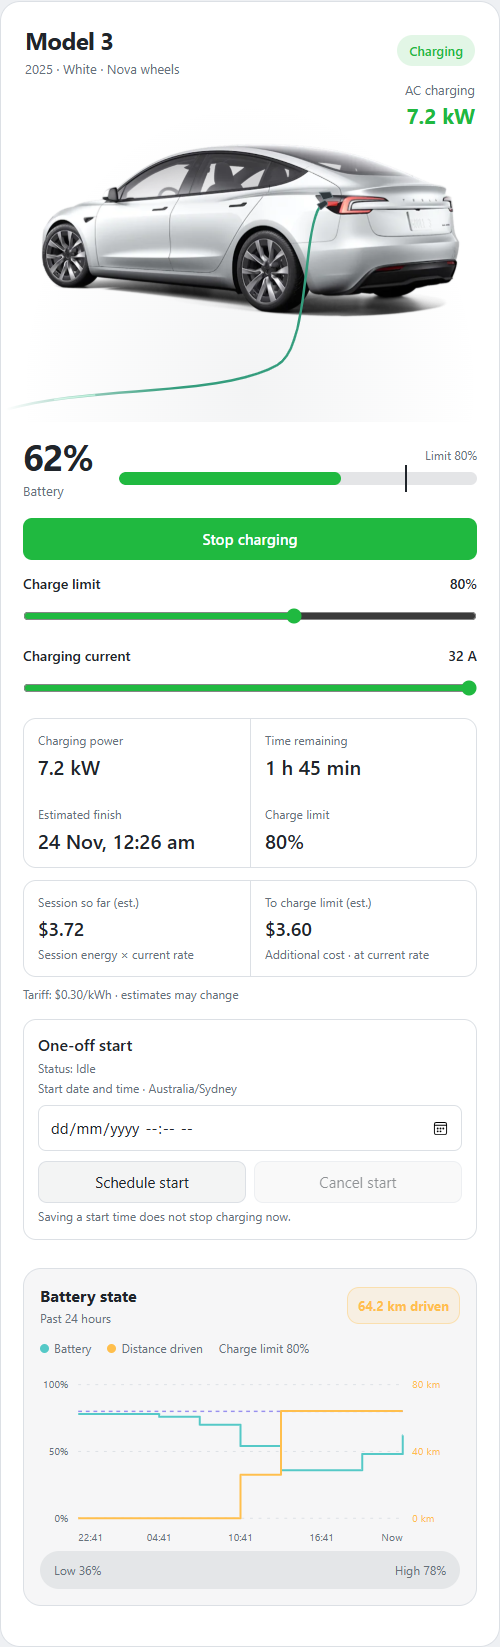 Model 3
2025 · White · Nova wheels
Charging
AC charging
7.2 kW
62%
Battery
Limit 80%
Stop charging
Charge limit
80%
Charging current
32 A
Charging power
7.2 kW
Time remaining
1 h 45 min
Estimated finish
24 Nov, 12:26 am
Charge limit
80%
Session so far (est.)
$3.72
Session energy × current rate
To charge limit (est.)
$3.60
Additional cost · at current rate
Tariff: $0.30/kWh · estimates may change
One-off start
Status: Idle
Start date and time · Australia/Sydney
dd/mm/yyyy --:-- --
Schedule start
Cancel start
Saving a start time does not stop charging now.
Battery state
Past 24 hours
64.2 km driven
Battery
Distance driven
Charge limit 80%
100%
80 km
50%
40 km
0%
0 km
22:41
04:41
10:41
16:41
Now
Low 36%
High 78%